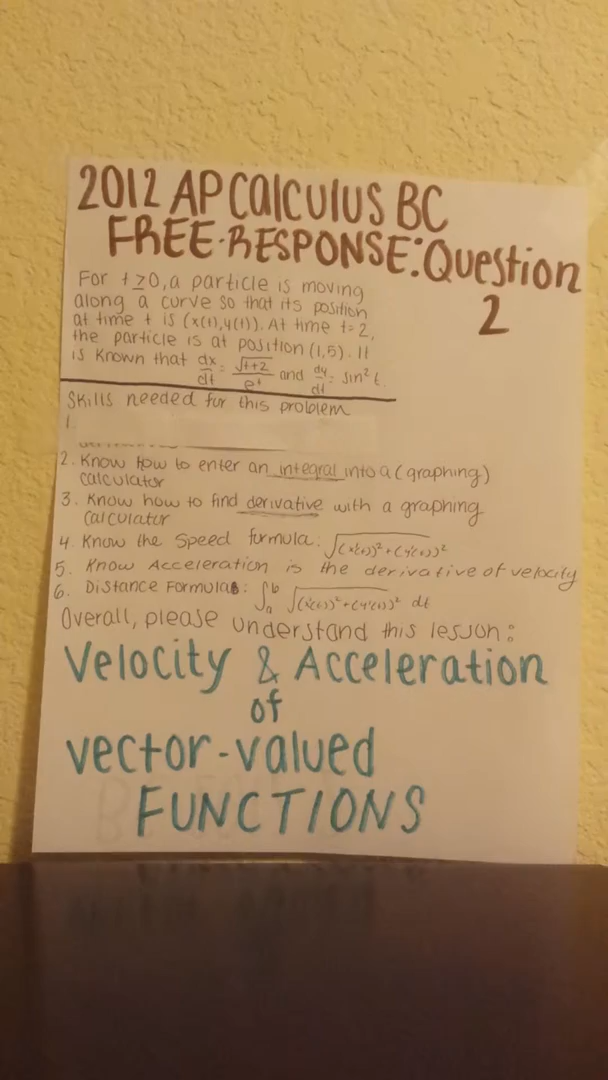 2012 AP CALCULUS BC
FREE-RESPONSE: Question
2
For t ≥ 0, a particle is moving
along a curve so that its position
at time t is (x(t), y(t)). At time t=2,
the particle is at position (1,5). It
is known that dx/dt = √t+2/e^t and dy/dt = sin²t.
Skills needed for this problem
1
2. Know how to enter an integral into a (graphing)
calculator
3. Know how to find derivative with a graphing
calculator
4. Know the Speed formula: √(x'(t))²+(y'(t))²
5. Know Acceleration is the derivative of velocity
6. Distance Formula: ∫_a^b √(x'(t))²+(y'(t))² dt
Overall, please understand this lesson:
Velocity & Acceleration
of
vector-valued
FUNCTIONS